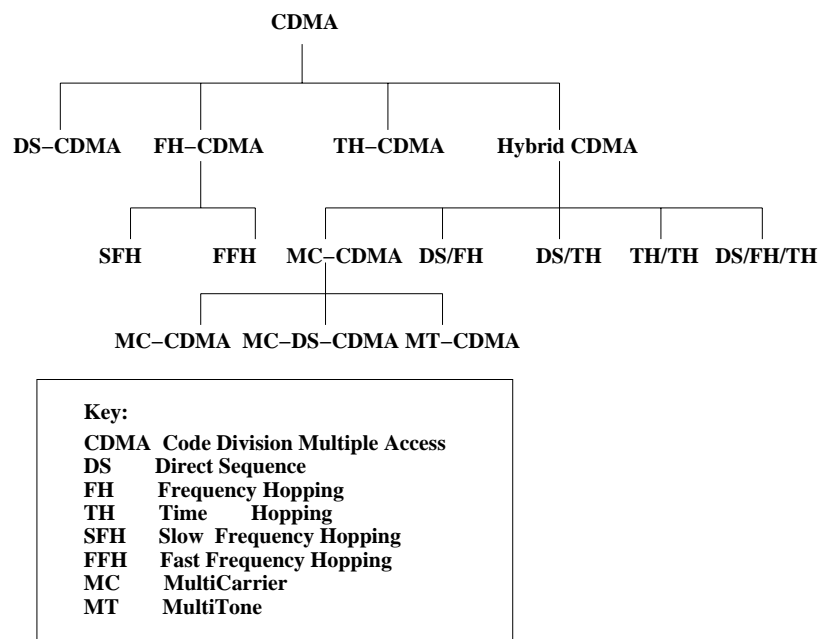 CDMA
DS–CDMA FH–CDMA TH–CDMA Hybrid CDMA
SFH FFH MC–CDMA DS/FH DS/TH TH/TH DS/FH/TH
MC–CDMA MC–DS–CDMA MT–CDMA
Key:
CDMA Code Division Multiple Access
DS Direct Sequence
FH Frequency Hopping
TH Time Hopping
SFH Slow Frequency Hopping
FFH Fast Frequency Hopping
MC MultiCarrier
MT MultiTone